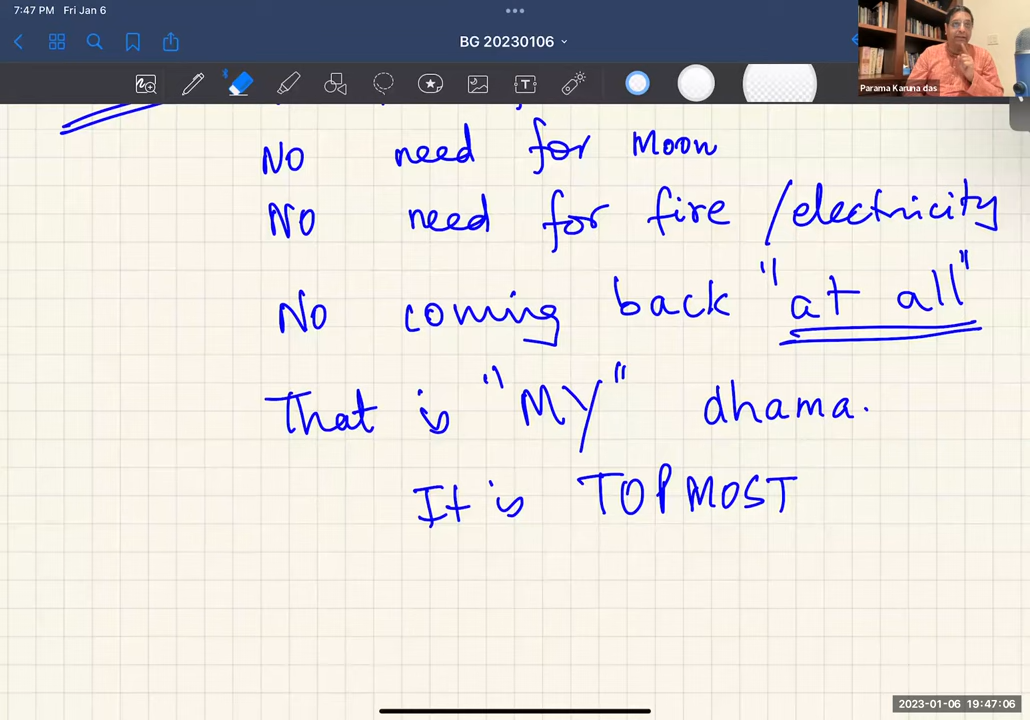 7:47 PM Fri Jan 6
BG 20230106
Parama Karuna das
NO need for Moon
NO need for fire / electricity
No coming back "at all"
That is "MY" dhama.
It is TOPMOST
2023-01-06 19:47:06